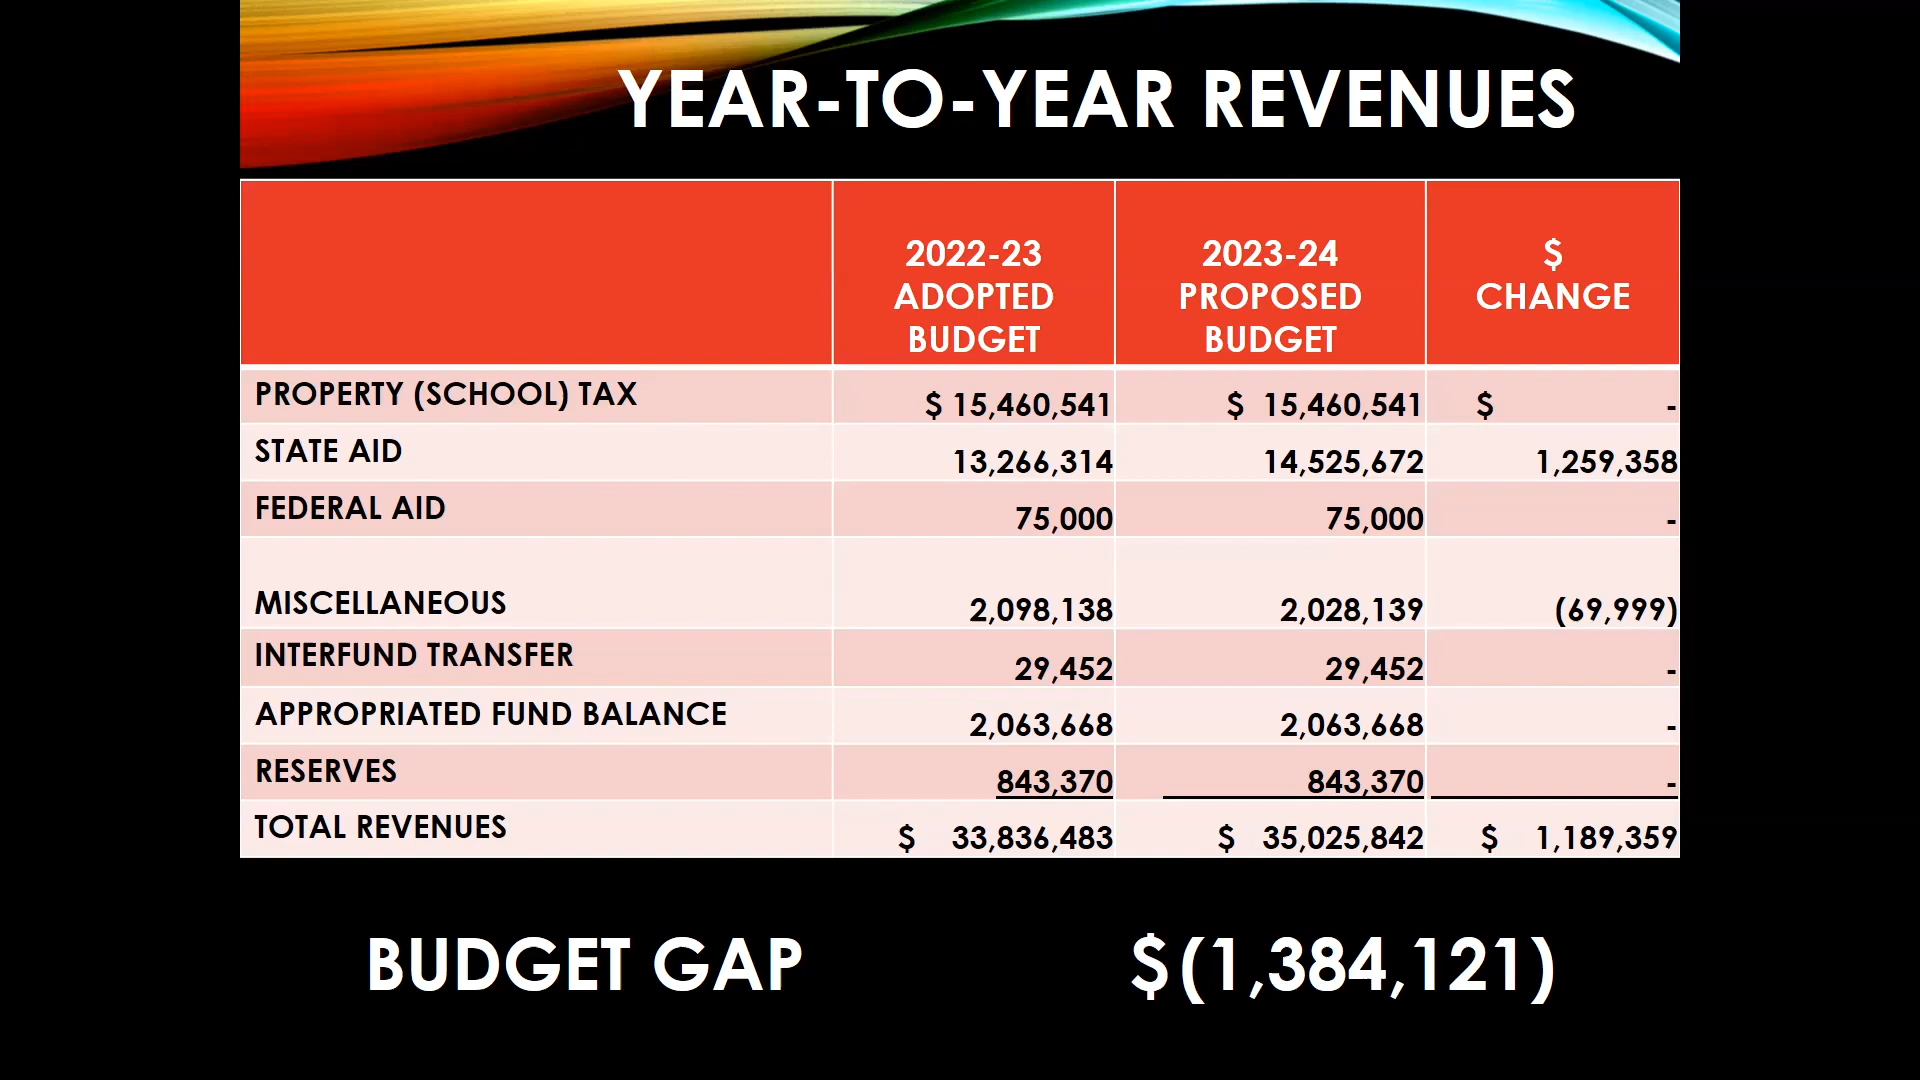 YEAR-TO-YEAR REVENUES
2022-23 ADOPTED BUDGET 2023-24 PROPOSED BUDGET $ CHANGE
PROPERTY (SCHOOL) TAX $ 15,460,541 $ 15,460,541 $ -
STATE AID 13,266,314 14,525,672 1,259,358
FEDERAL AID 75,000 75,000 -
MISCELLANEOUS 2,098,138 2,028,139 (69,999)
INTERFUND TRANSFER 29,452 29,452 -
APPROPRIATED FUND BALANCE 2,063,668 2,063,668 -
RESERVES 843,370 843,370 -
TOTAL REVENUES $ 33,836,483 $ 35,025,842 $ 1,189,359
BUDGET GAP $(1,384,121)